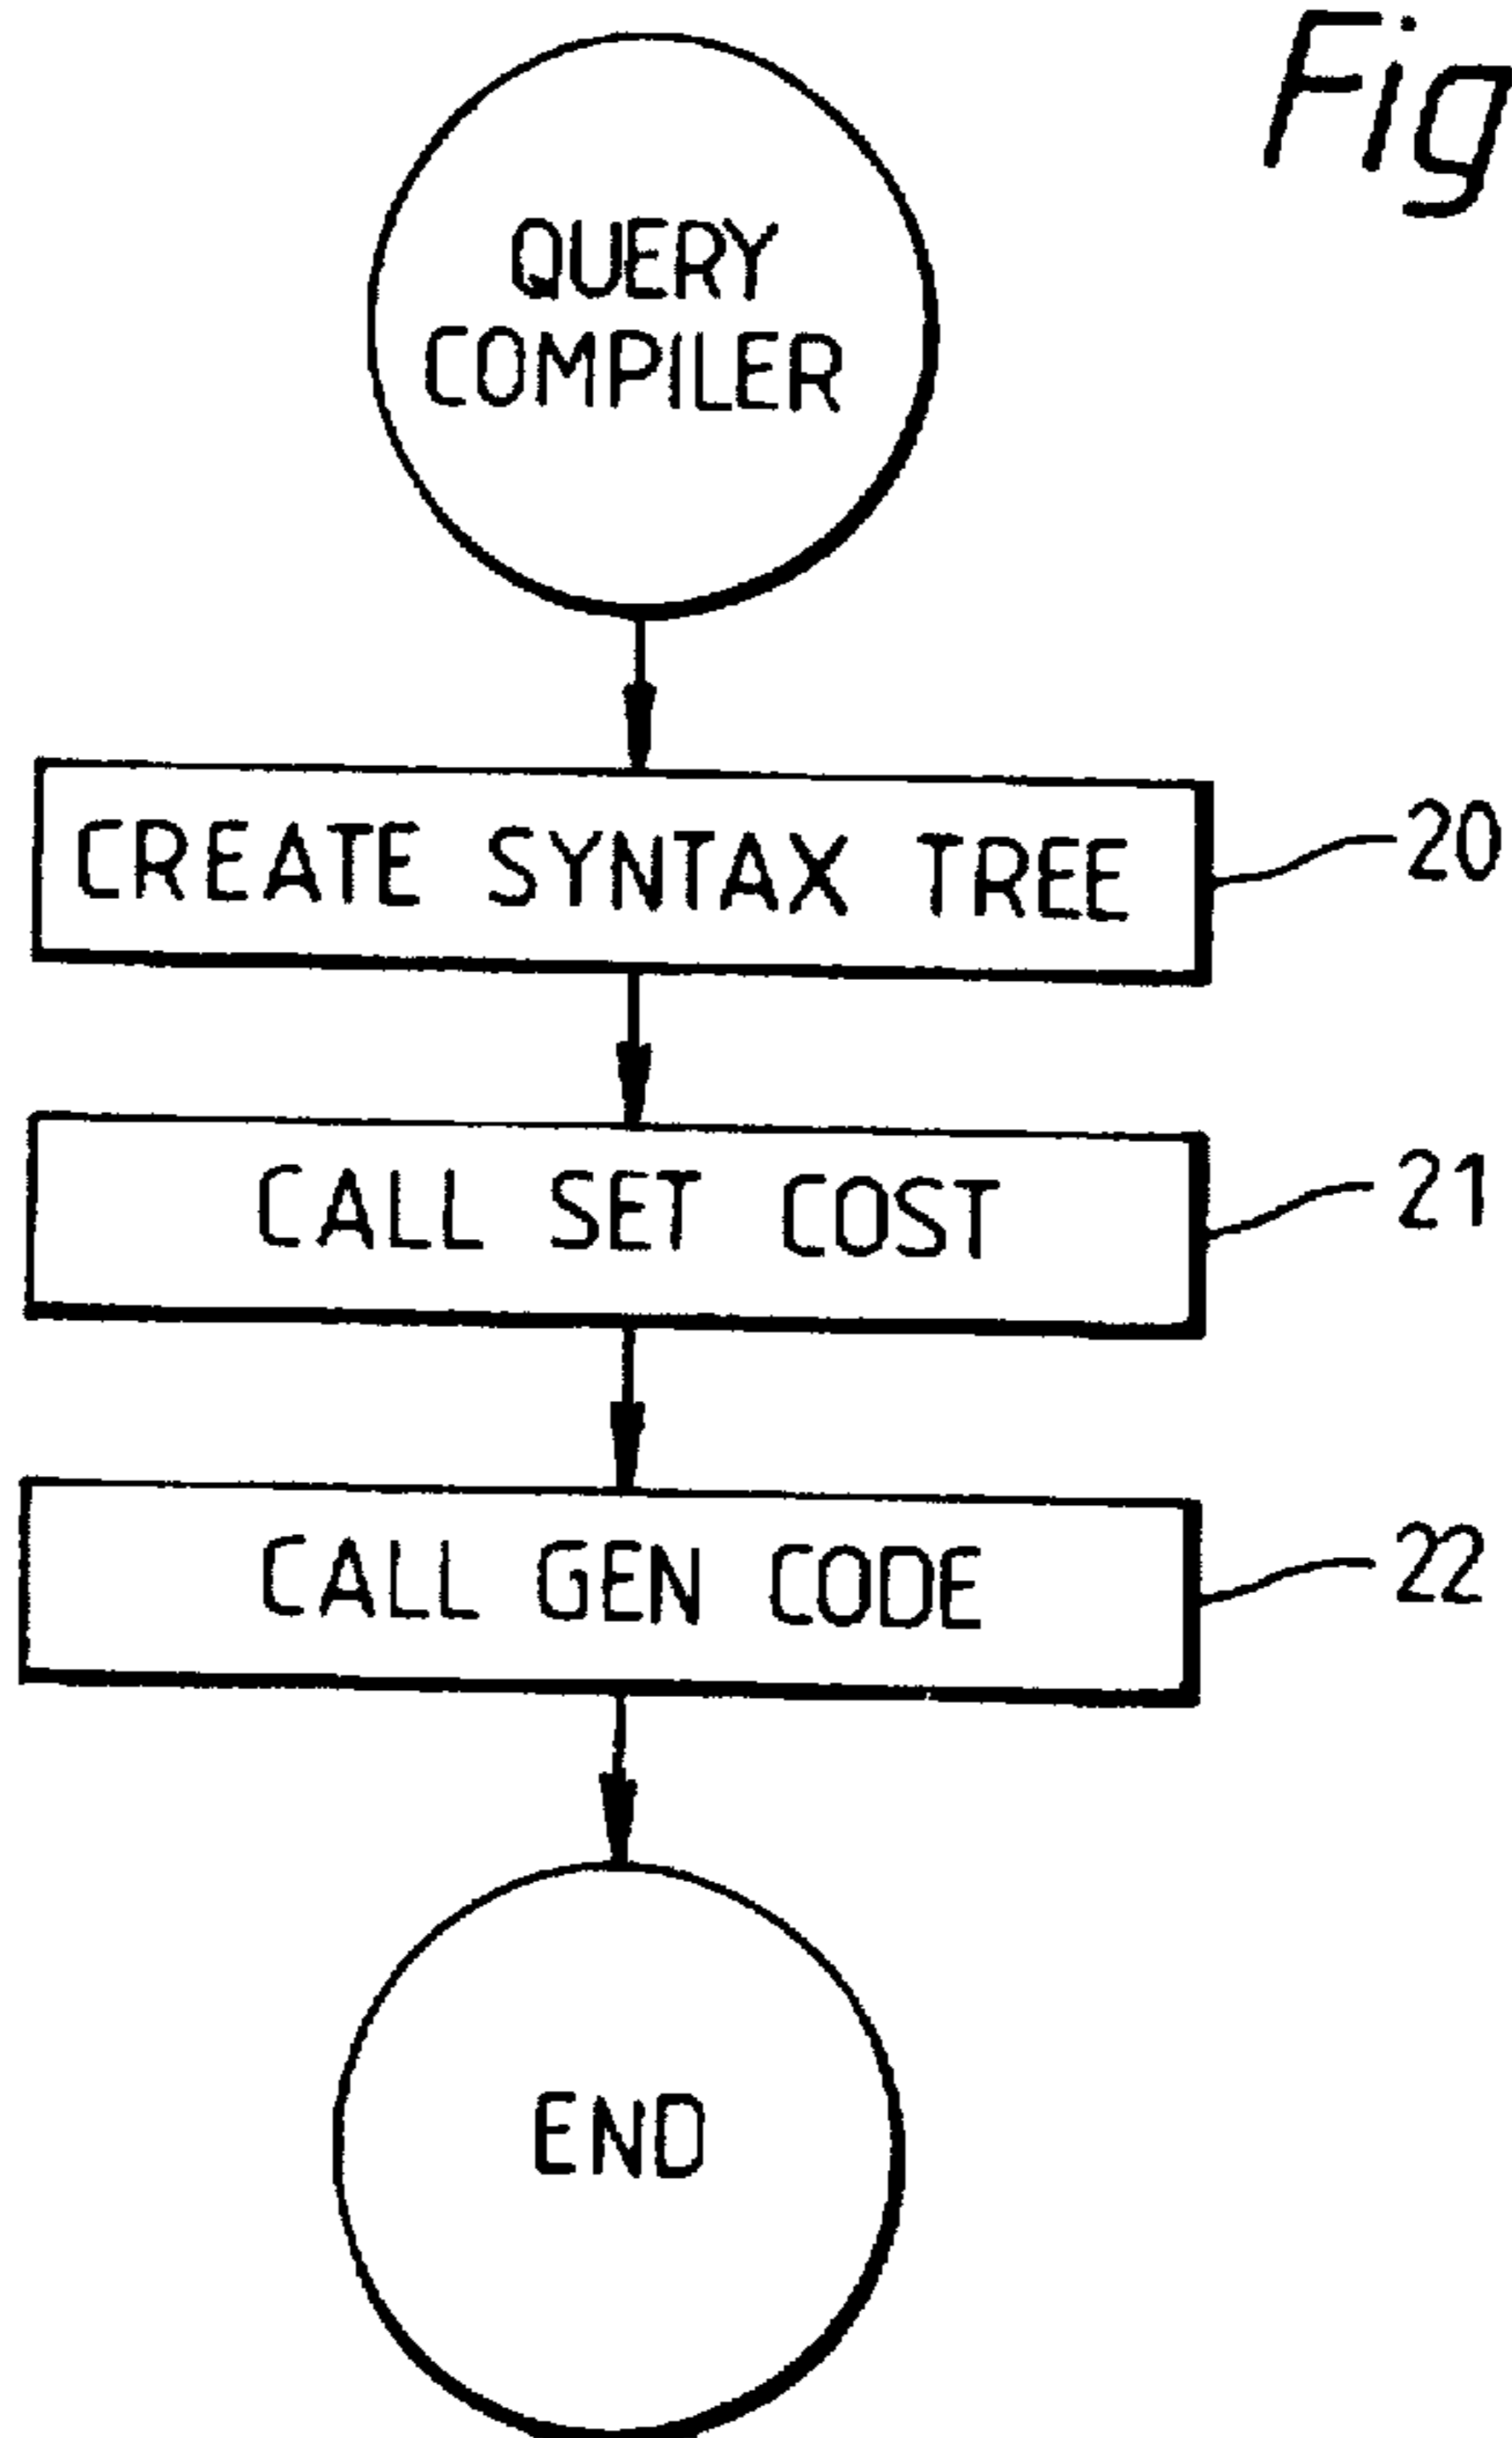 Fig
QUERY
COMPILER
CREATE SYNTAX TREE
20
CALL SET COST
21
CALL GEN CODE
22
END